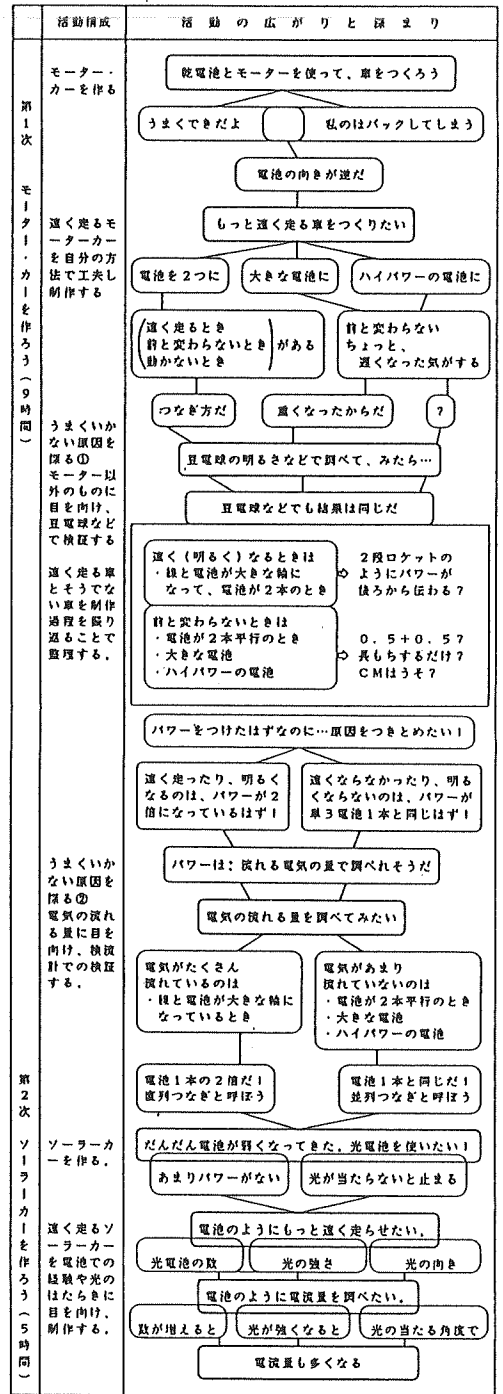 活動構成
活動の広がりと深まり
第1次 モーター・カーを作ろう(9時間)
モーター・
カーを作る
乾電池とモーターを使って、車をつくろう
うまくできだよ
私のはバックしてしまう
電池の向きが逆だ
もっと速く走る車をつくりたい
速く走るモ
ーターカー
を自分の方
法で工夫し
制作する
電池を2つに
大きな電池に
ハイパワーの電池に
速く走るとき
前と変わらないとき
動かないとき
がある
前と変わらない
ちょっと、
遅くなった気がする
つなぎ方だ
重くなったからだ
?
うまくいか
ない原因を
探る①
モーター以
外のものに
目を向け、
豆電球など
で検証する
豆電球の明るさなどで調べて、みたら…
豆電球などでも結果は同じだ
速く走る車
とそうでな
い車を制作
過程を振り
返ることで
整理する。
速く(明るく)なるときは
・線と電池が大きな輪に
なって、電池が2本のとき
⇨
2段ロケットの
ようにパワーが
後ろから伝わる?
前と変わらないときは
・電池が2本平行のとき
・大きな電池
・ハイパワーの電池
⇨
0.5+0.5?
長もちするだけ?
CMはうそ?
パワーをつけたはずなのに…原因をつきとめたい!
速く走ったり、明るく
なるのは、パワーが2
倍になっているはず!
速くならなかったり、明る
くならないのは、パワーが
単3電池1本と同じはず!
パワーは:流れる電気の量で調べれそうだ
うまくいか
ない原因を
探る②
電気の流れ
る量に目を
向け、検流
計での検証
する。
電気の流れる量を調べてみたい
電気がたくさん
流れているのは
・線と電池が大きな輪に
なっているとき
電気があまり
流れていないのは
・電池が2本平行のとき
・大きな電池
・ハイパワーの電池
電池1本の2倍だ!
直列つなぎと呼ぼう
電池1本と同じだ!
並列つなぎと呼ぼう
第2次 ソーラーカーを作ろう(5時間)
ソーラーカ
ーを作る。
だんだん電池が弱くなってきた。光電池を使いたい!
あまりパワーがない
光が当たらないと止まる
速く走るソ
ーラーカー
を電池での
経験や光の
はたらきに
目を向け、
制作する。
電池のようにもっと速く走らせたい。
光電池の数
光の強さ
光の向き
電池のように電流量を調べたい。
数が増えると
光が強くなると
光の当たる角度で
電流量も多くなる